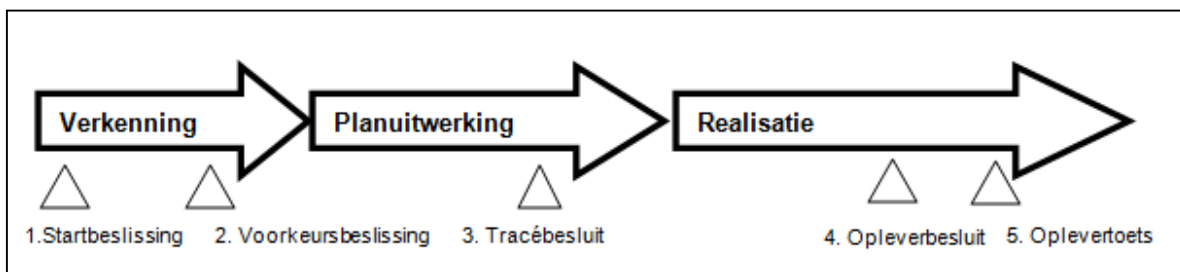 Verkenning Planuitwerking Realisatie
1.Startbeslissing 2. Voorkeursbeslissing 3. Tracébesluit 4. Opleverbesluit 5. Oplevertoets